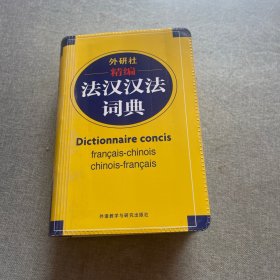 外研社
精编
法汉汉法
词典
Dictionnaire concis
français-chinois
chinois-français
外语教学与研究出版社